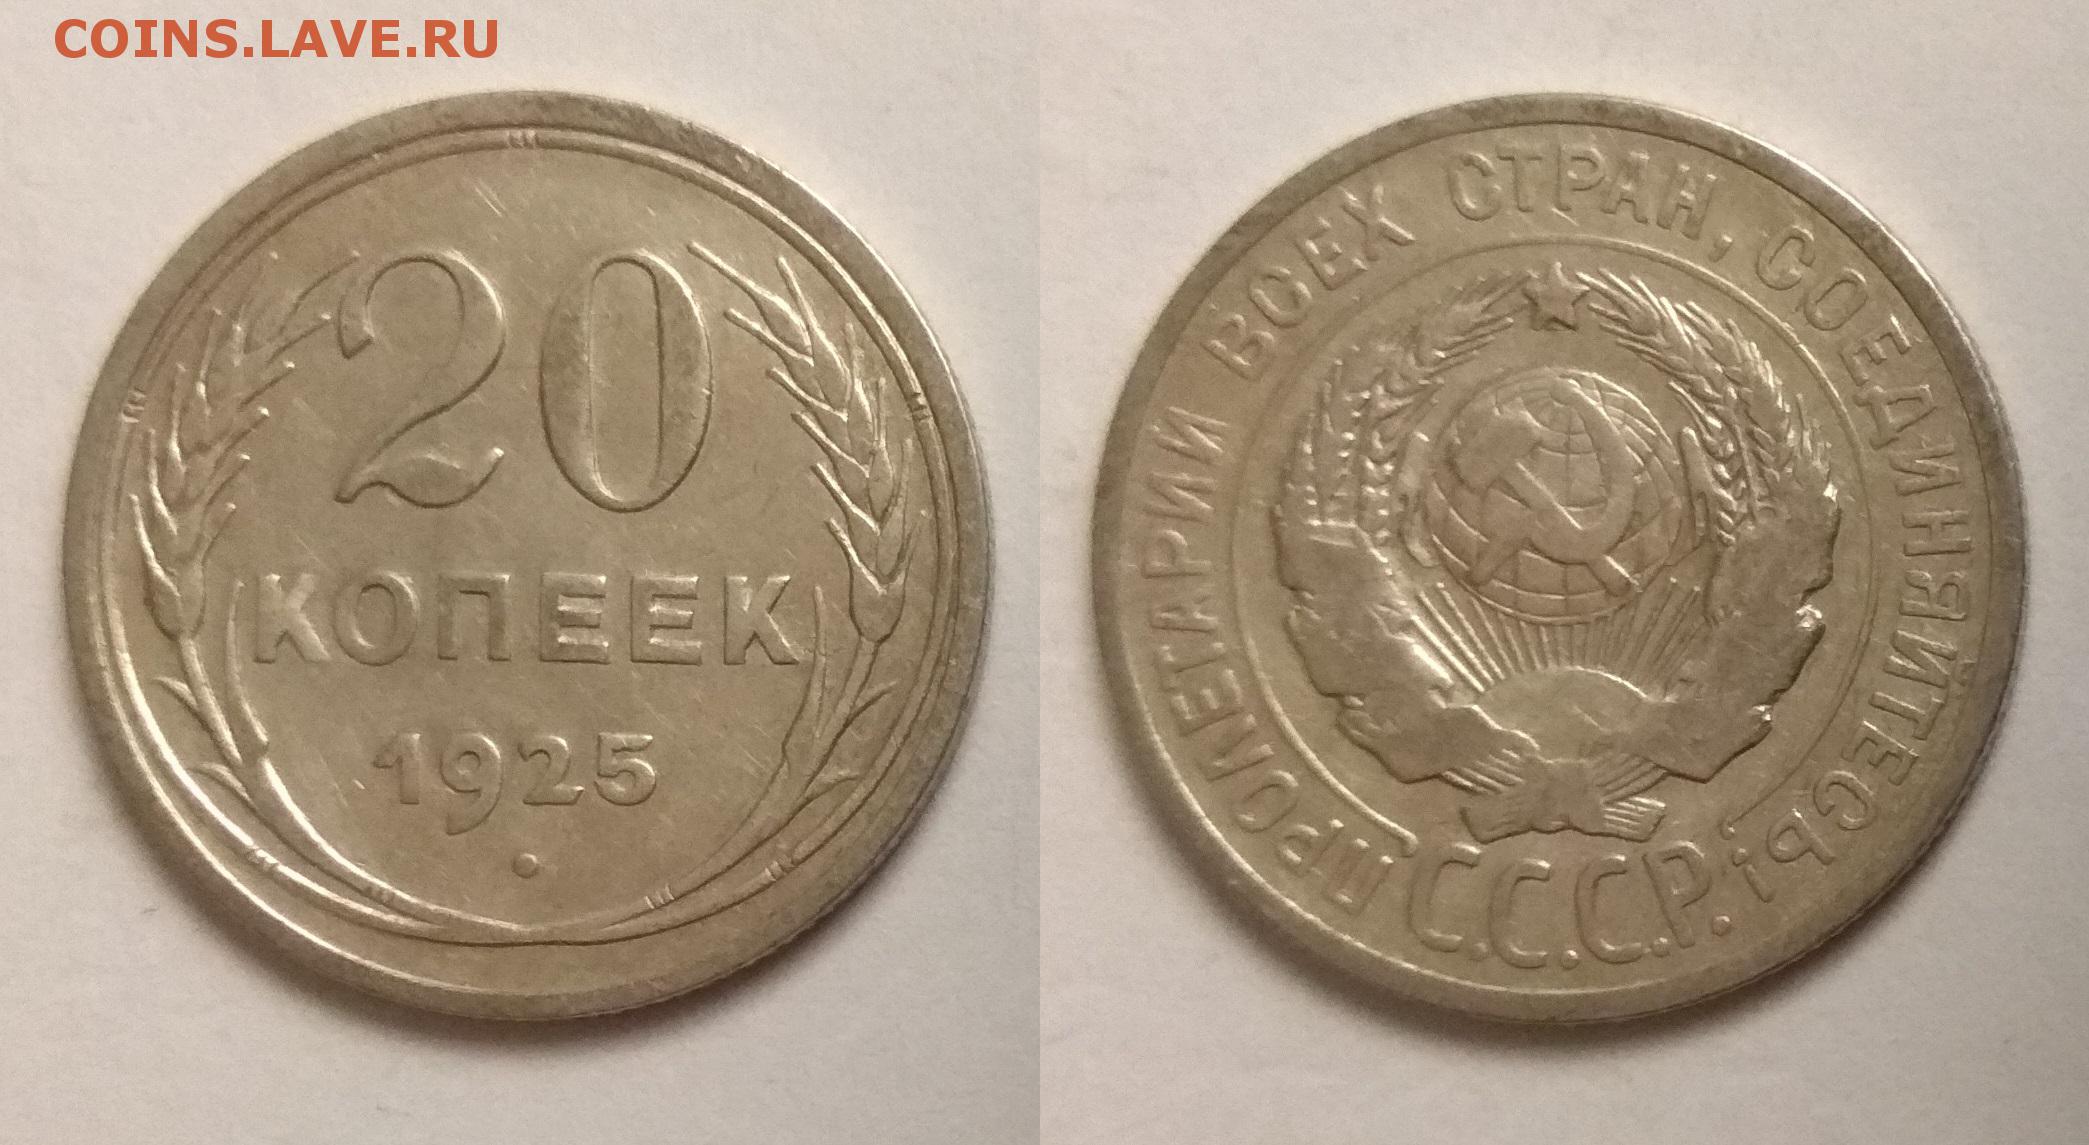 COINS.LAVE.RU
20
КОПЕЕК
1925
ПРОЛЕТАРИИ ВСЕХ СТРАН, СОЕДИНЯЙТЕСЬ!
С.С.С.Р.